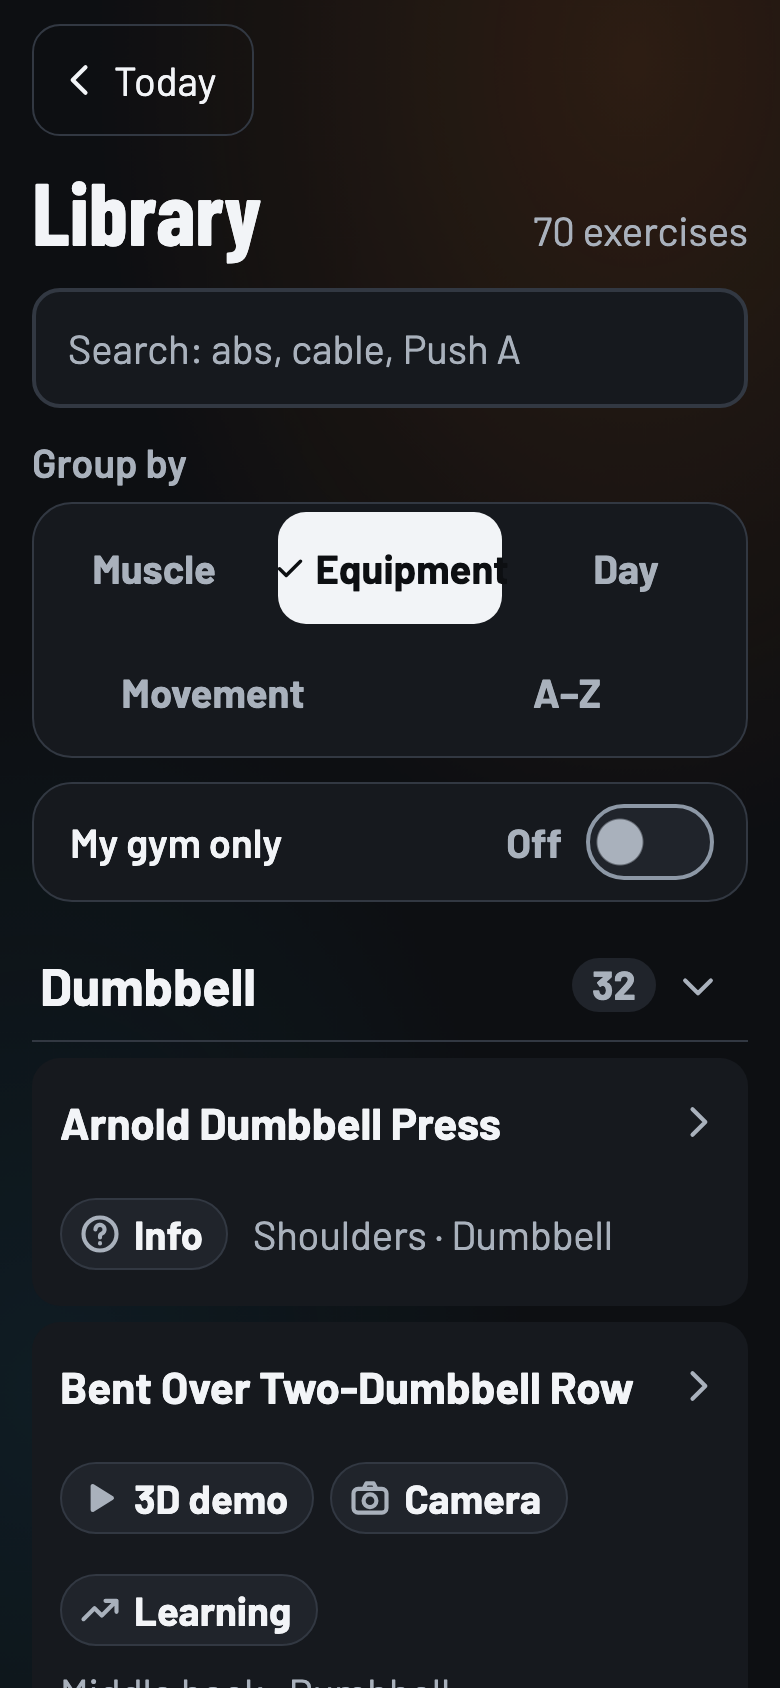 Today
Library
70 exercises
Search: abs, cable, Push A
Group by
Muscle
Equipment
Day
Movement
A–Z
My gym only
Off
Dumbbell
32
Arnold Dumbbell Press
Info
Shoulders · Dumbbell
Bent Over Two-Dumbbell Row
3D demo
Camera
Learning